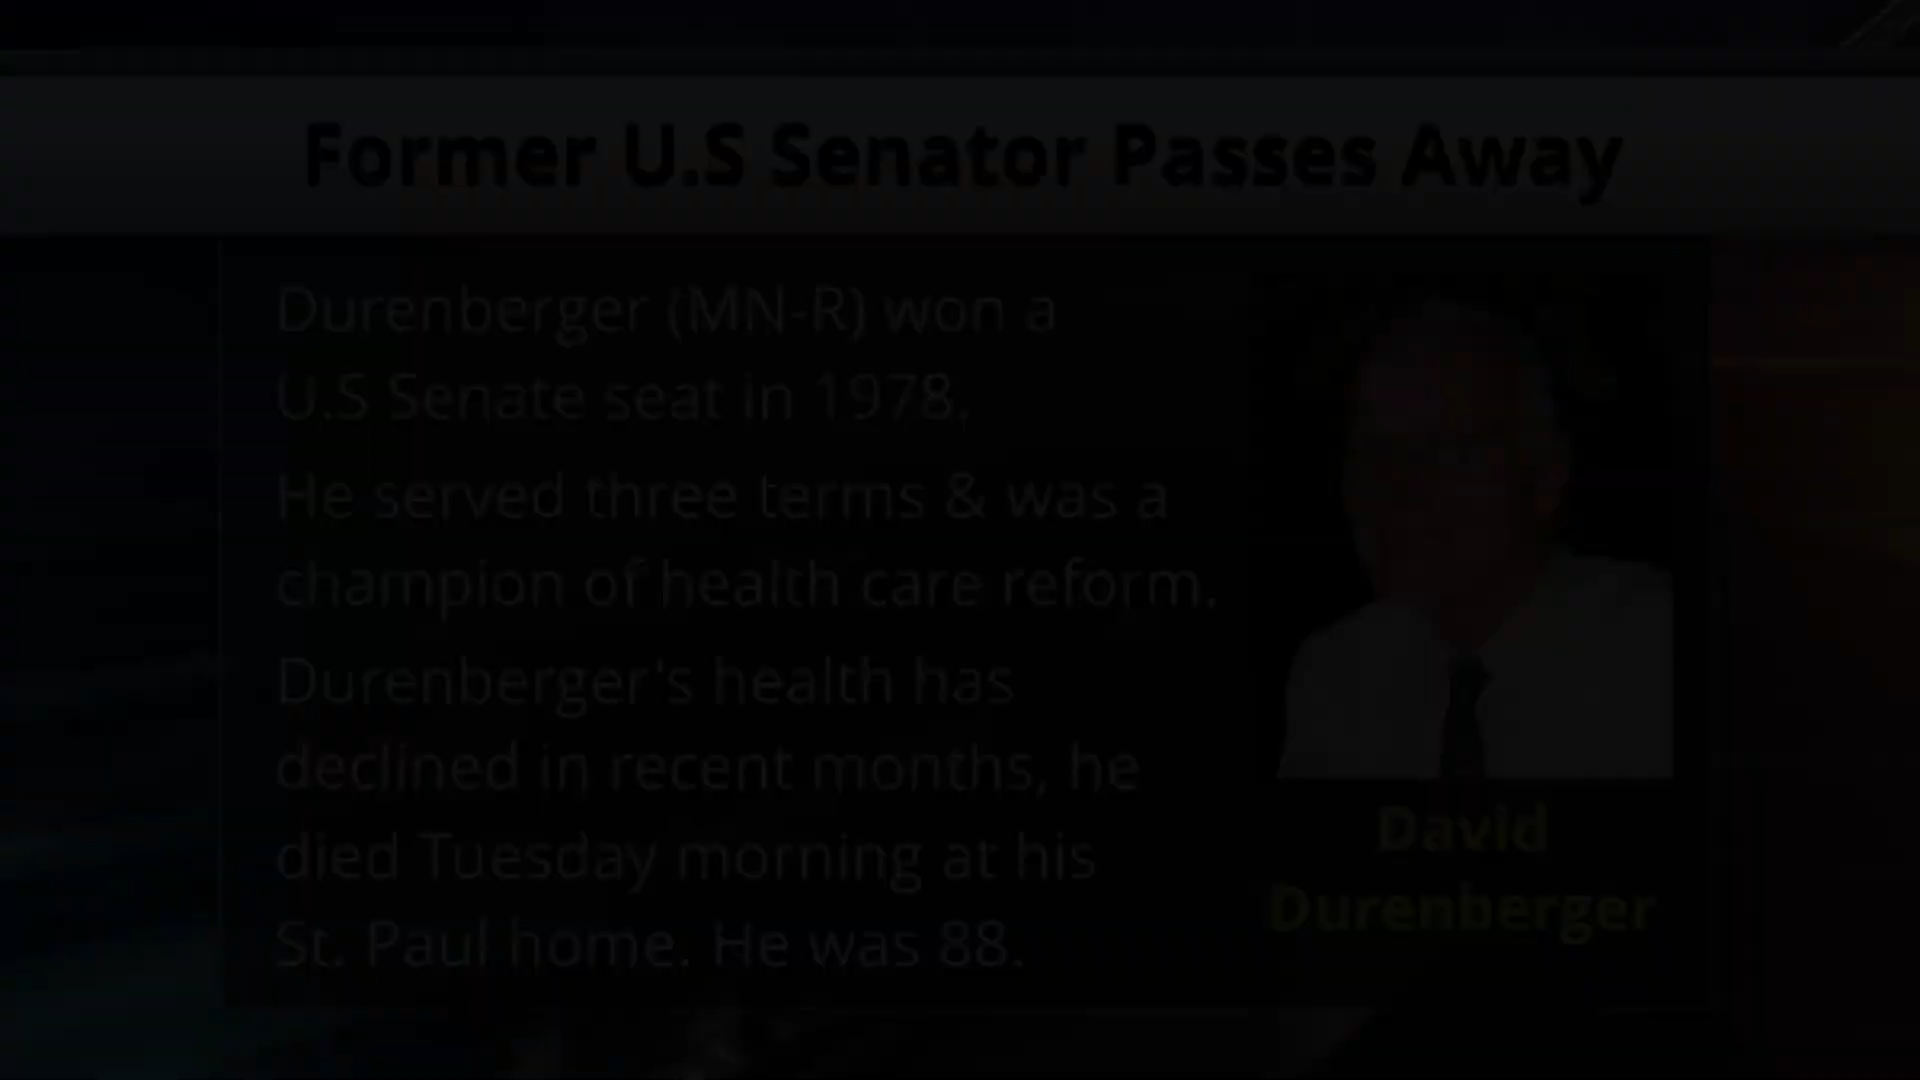 Former U.S Senator Passes Away
Durenberger (MN-R) won a
U.S Senate seat in 1978.
He served three terms & was a
champion of health care reform.
Durenberger's health has
declined in recent months, he
died Tuesday morning at his
St. Paul home. He was 88.
David
Durenberger